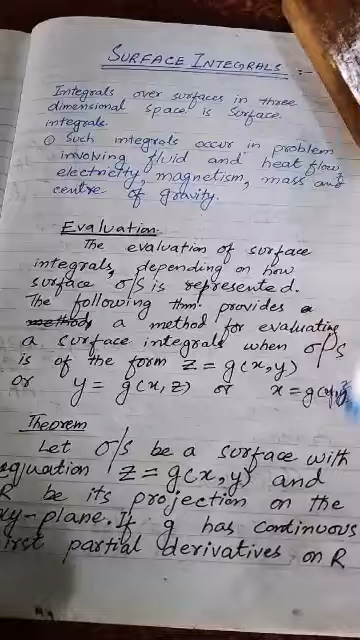 SURFACE INTEGRALS :-
Integrals over surfaces in three
dimensional space is surface
integrals.
⊙ Such integrals occur in problem
involving fluid and heat flow,
electricity, magnetism, mass and
centre of gravity.
Evaluation.
The evaluation of surface
integrals, depending on how
surface σ/s is represented.
The following thm. provides a
method a method for evaluating
a surface integrals when σ/s
is of the form z = g(x,y)
or y = g(x,z) or x = g(y,z)
Theorem
Let σ/s be a surface with
equation z = g(x,y) and
R be its projection on the
xy-plane. If g has continuous
first partial derivatives on R